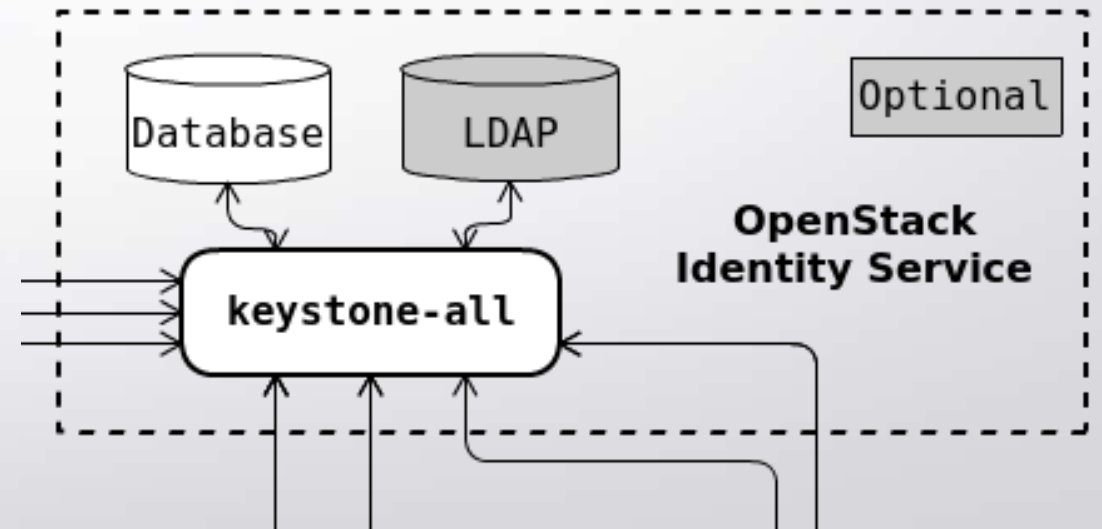 Database
LDAP
Optional
OpenStack
Identity Service
keystone-all